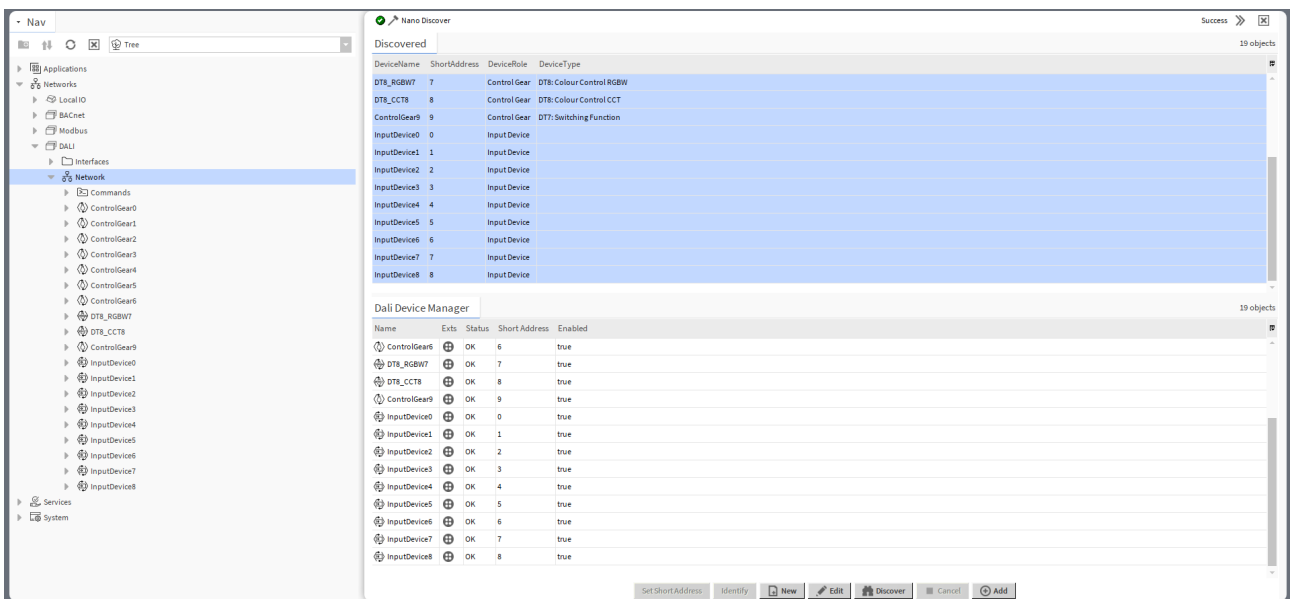 Nav
Tree
Applications
Networks
Local IO
BACnet
Modbus
DALI
Interfaces
Network
Commands
ControlGear0
ControlGear1
ControlGear2
ControlGear3
ControlGear4
ControlGear5
ControlGear6
DT8_RGBW7
DT8_CCT8
ControlGear9
InputDevice0
InputDevice1
InputDevice2
InputDevice3
InputDevice4
InputDevice5
InputDevice6
InputDevice7
InputDevice8
Services
System
Nano Discover Success
Discovered 19 objects
DeviceName ShortAddress DeviceRole DeviceType
DT8_RGBW7 7 Control Gear DT8: Colour Control RGBW
DT8_CCT8 8 Control Gear DT8: Colour Control CCT
ControlGear9 9 Control Gear DT7: Switching Function
InputDevice0 0 Input Device
InputDevice1 1 Input Device
InputDevice2 2 Input Device
InputDevice3 3 Input Device
InputDevice4 4 Input Device
InputDevice5 5 Input Device
InputDevice6 6 Input Device
InputDevice7 7 Input Device
InputDevice8 8 Input Device
Dali Device Manager 19 objects
Name Exts Status Short Address Enabled
ControlGear6 OK 6 true
DT8_RGBW7 OK 7 true
DT8_CCT8 OK 8 true
ControlGear9 OK 9 true
InputDevice0 OK 0 true
InputDevice1 OK 1 true
InputDevice2 OK 2 true
InputDevice3 OK 3 true
InputDevice4 OK 4 true
InputDevice5 OK 5 true
InputDevice6 OK 6 true
InputDevice7 OK 7 true
InputDevice8 OK 8 true
Set Short Address Identify New Edit Discover Cancel Add